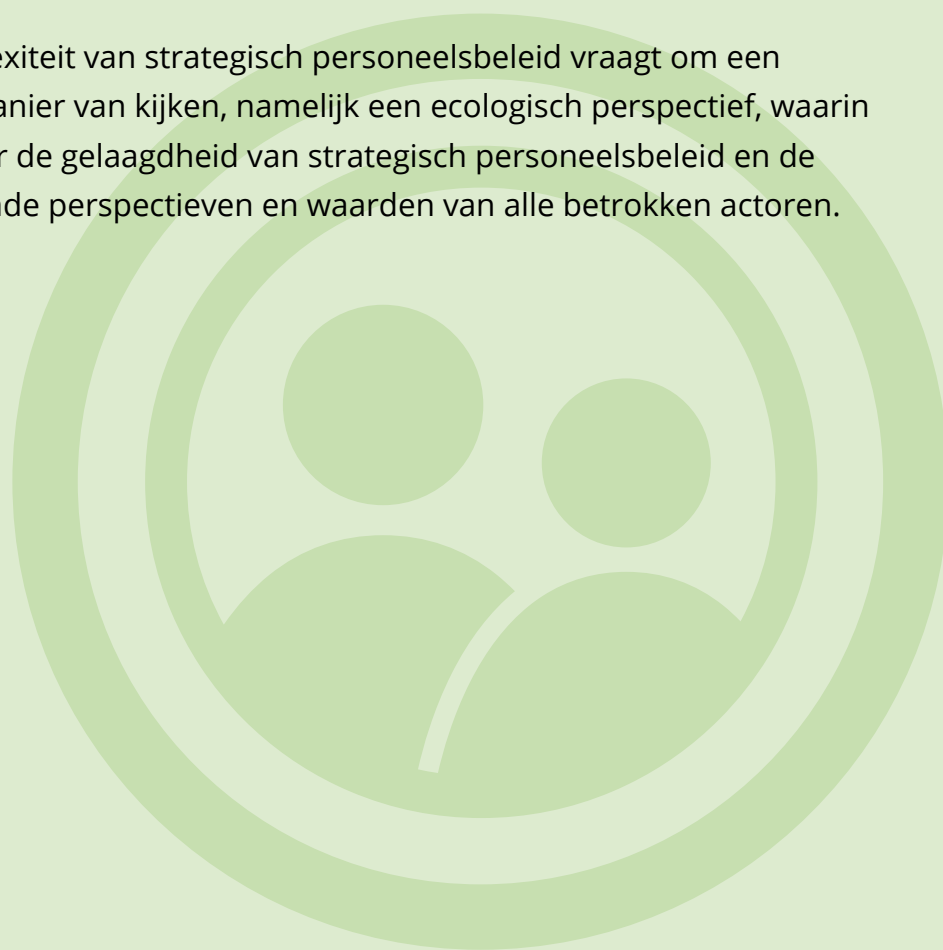 exiteit van strategisch personeelsbeleid vraagt om een
anier van kijken, namelijk een ecologisch perspectief, waarin
r de gelaagdheid van strategisch personeelsbeleid en de
nde perspectieven en waarden van alle betrokken actoren.